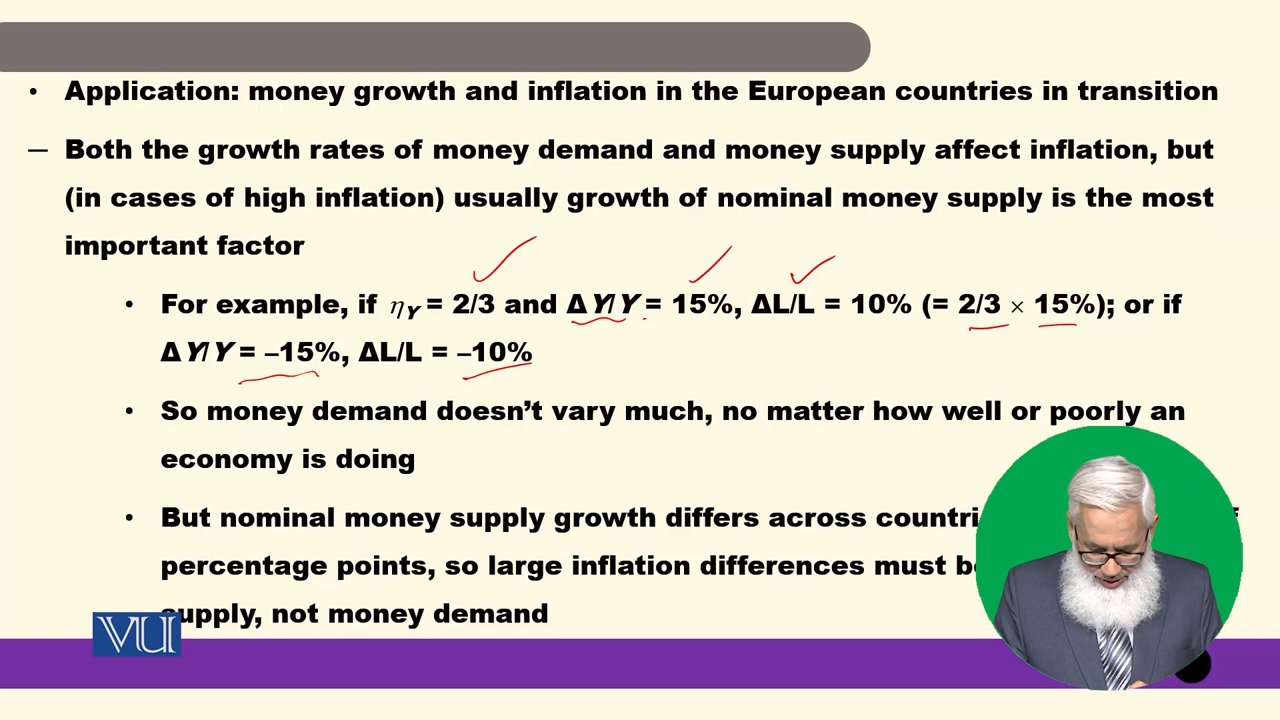 • Application: money growth and inflation in the European countries in transition
– Both the growth rates of money demand and money supply affect inflation, but
(in cases of high inflation) usually growth of nominal money supply is the most
important factor
• For example, if ηY = 2/3 and ΔY/Y = 15%, ΔL/L = 10% (= 2/3 × 15%); or if
ΔY/Y = –15%, ΔL/L = –10%
• So money demand doesn’t vary much, no matter how well or poorly an
economy is doing
• But nominal money supply growth differs across
percentage points, so large inflation differences must
supply, not money demand
VU